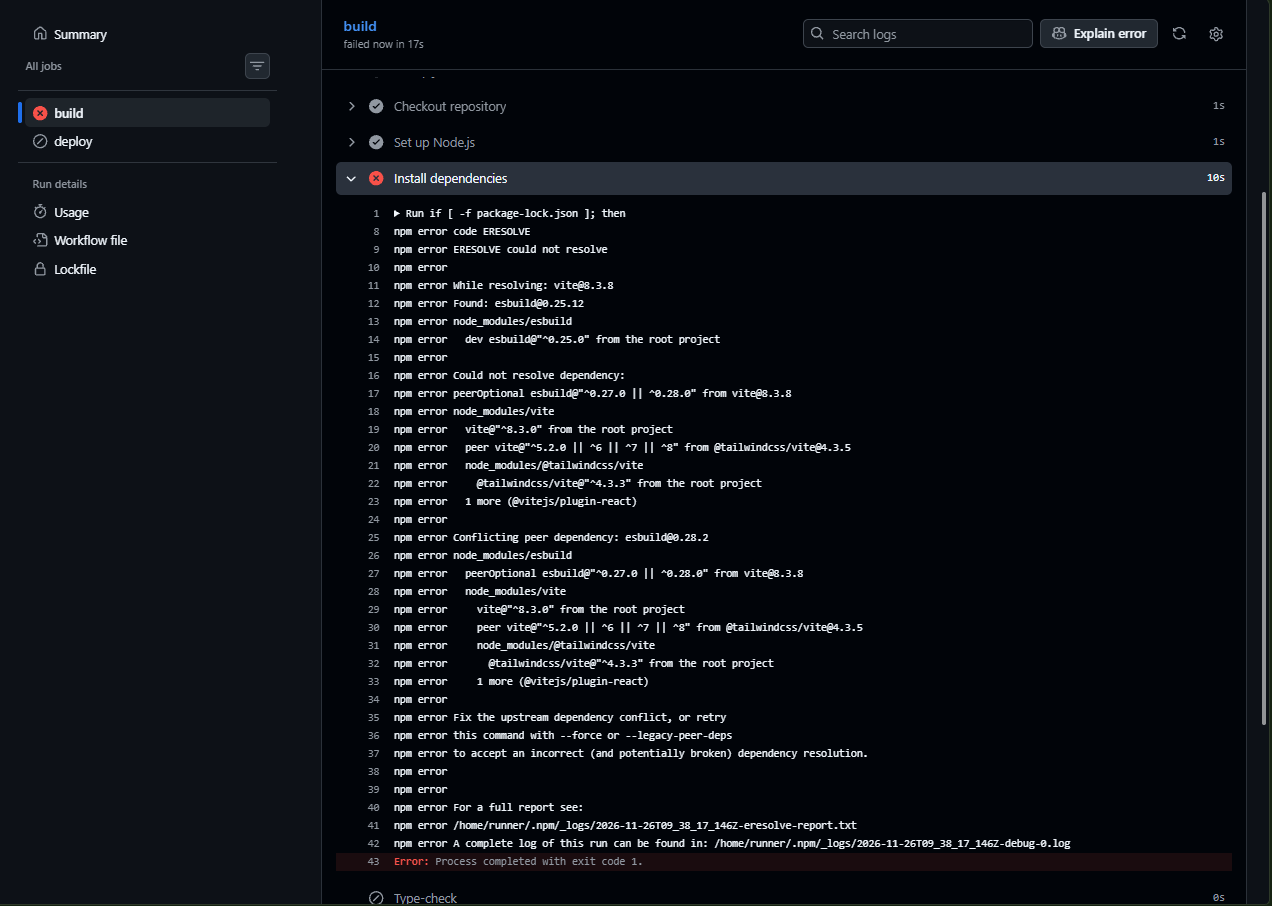 Summary
All jobs
build
deploy
Run details
Usage
Workflow file
Lockfile
build
failed now in 17s
Search logs
Explain error
Checkout repository 1s
Set up Node.js 1s
Install dependencies 10s
1 ▶ Run if [ -f package-lock.json ]; then
8 npm error code ERESOLVE
9 npm error ERESOLVE could not resolve
10 npm error
11 npm error While resolving: vite@8.3.8
12 npm error Found: esbuild@0.25.12
13 npm error node_modules/esbuild
14 npm error   dev esbuild@"^0.25.0" from the root project
15 npm error
16 npm error Could not resolve dependency:
17 npm error peerOptional esbuild@"^0.27.0 || ^0.28.0" from vite@8.3.8
18 npm error node_modules/vite
19 npm error   vite@"^8.3.0" from the root project
20 npm error   peer vite@"^5.2.0 || ^6 || ^7 || ^8" from @tailwindcss/vite@4.3.5
21 npm error   node_modules/@tailwindcss/vite
22 npm error     @tailwindcss/vite@"^4.3.3" from the root project
23 npm error   1 more (@vitejs/plugin-react)
24 npm error
25 npm error Conflicting peer dependency: esbuild@0.28.2
26 npm error node_modules/esbuild
27 npm error   peerOptional esbuild@"^0.27.0 || ^0.28.0" from vite@8.3.8
28 npm error   node_modules/vite
29 npm error     vite@"^8.3.0" from the root project
30 npm error     peer vite@"^5.2.0 || ^6 || ^7 || ^8" from @tailwindcss/vite@4.3.5
31 npm error     node_modules/@tailwindcss/vite
32 npm error       @tailwindcss/vite@"^4.3.3" from the root project
33 npm error     1 more (@vitejs/plugin-react)
34 npm error
35 npm error Fix the upstream dependency conflict, or retry
36 npm error this command with --force or --legacy-peer-deps
37 npm error to accept an incorrect (and potentially broken) dependency resolution.
38 npm error
39 npm error
40 npm error For a full report see:
41 npm error /home/runner/.npm/_logs/2026-11-26T09_38_17_146Z-eresolve-report.txt
42 npm error A complete log of this run can be found in: /home/runner/.npm/_logs/2026-11-26T09_38_17_146Z-debug-0.log
43 Error: Process completed with exit code 1.
Type-check 0s